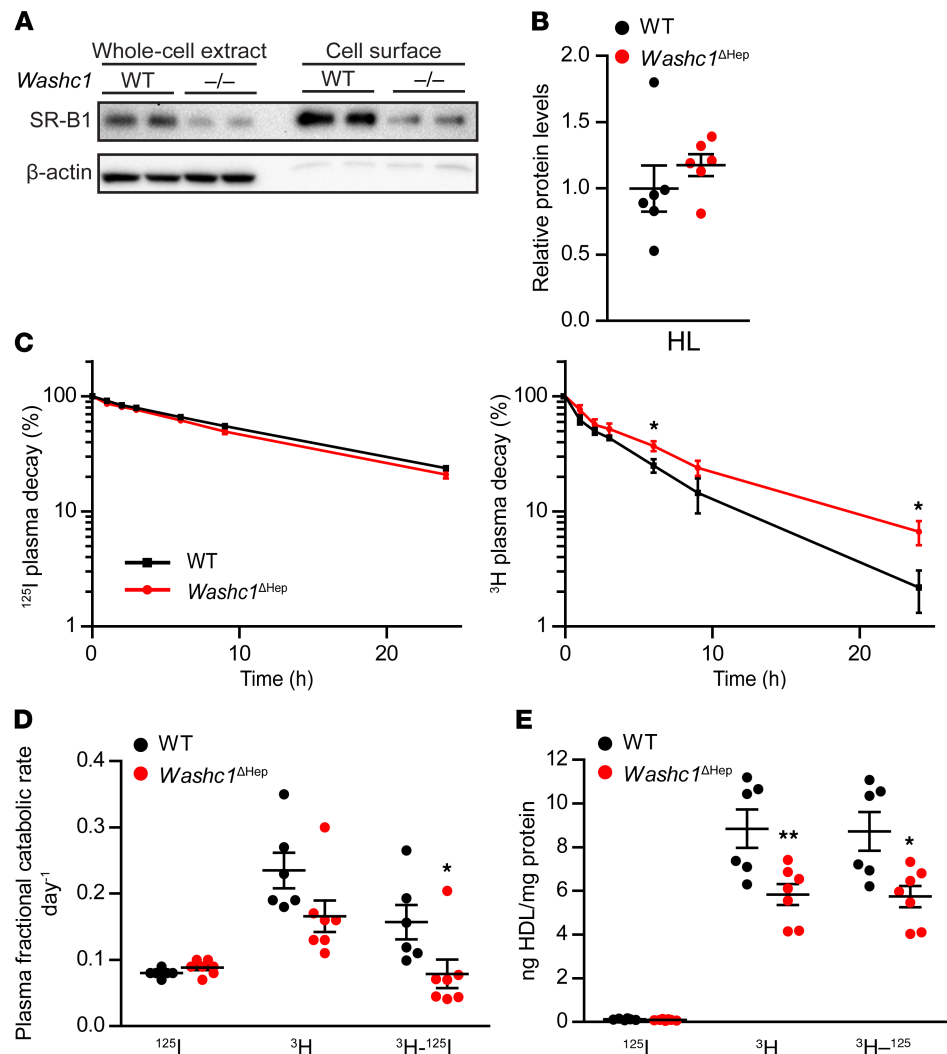 A
Whole-cell extract Cell surface
Washc1 WT –/– WT –/–
SR-B1
β-actin
B
WT
Washc1ΔHep
Relative protein levels
2.0
1.5
1.0
0.5
0.0
HL
C
125I plasma decay (%)
100
10
1
WT
Washc1ΔHep
0 10 20
Time (h)
3H plasma decay (%)
100
10
1
* *
0 10 20
Time (h)
D
WT
Washc1ΔHep
Plasma fractional catabolic rate
day-1
0.4
0.3
0.2
0.1
0.0
*
125I 3H 3H-125I
E
WT
Washc1ΔHep
ng HDL/mg protein
12
10
8
6
4
2
0
** *
125I 3H 3H–125